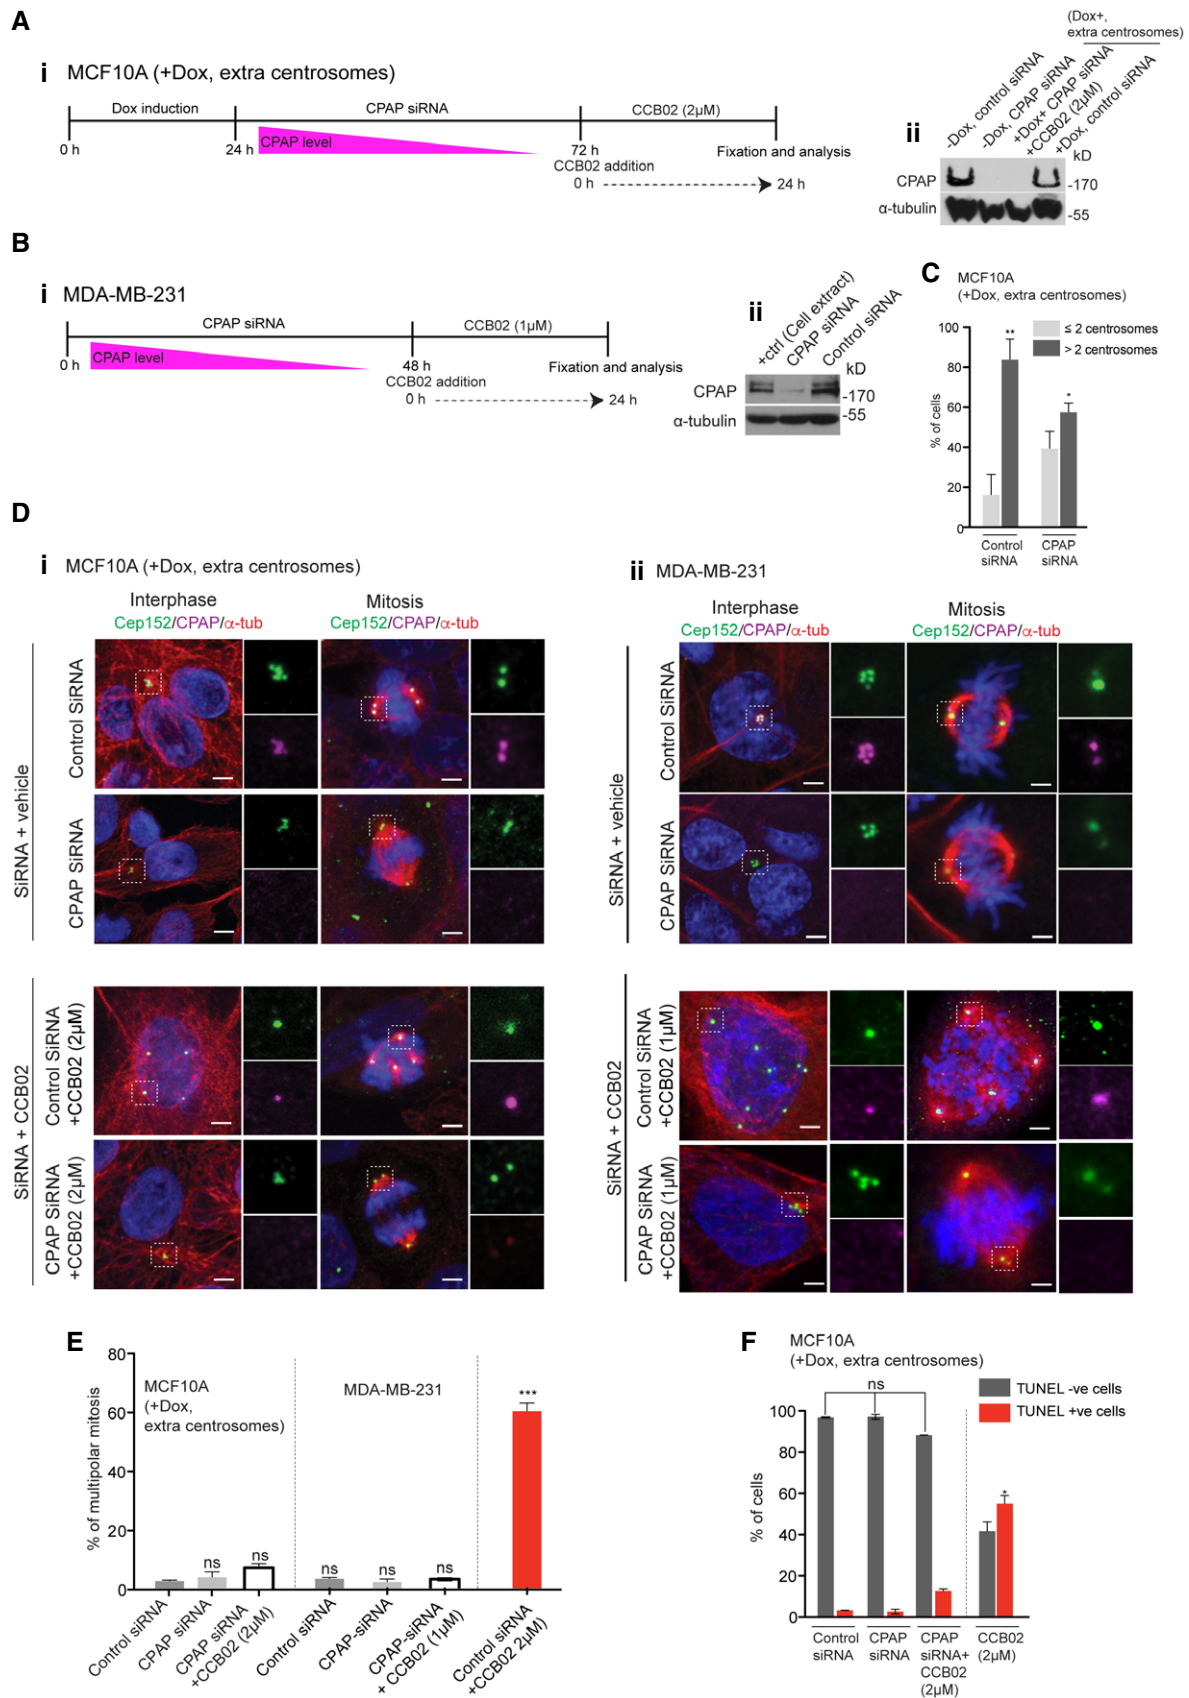 A
i MCF10A (+Dox, extra centrosomes)
Dox induction
CPAP siRNA
CCB02 (2µM)
CPAP level
0 h
24 h
72 h
Fixation and analysis
CCB02 addition
0 h
24 h
ii
(Dox+,
extra centrosomes)
-Dox, control siRNA
-Dox, CPAP siRNA
+Dox+ CPAP siRNA
+CCB02 (2µM)
+Dox, control siRNA
kD
CPAP
-170
α-tubulin
-55
B
i MDA-MB-231
CPAP siRNA
CCB02 (1µM)
CPAP level
0 h
48 h
Fixation and analysis
CCB02 addition
0 h
24 h
ii
+ctrl (Cell extract)
CPAP siRNA
Control siRNA
kD
CPAP
-170
α-tubulin
-55
C
MCF10A
(+Dox, extra centrosomes)
≤ 2 centrosomes
> 2 centrosomes
% of cells
100
80
60
40
20
0
**
*
Control
siRNA
CPAP
siRNA
D
i MCF10A (+Dox, extra centrosomes)
Interphase
Cep152/CPAP/α-tub
Mitosis
Cep152/CPAP/α-tub
SiRNA + vehicle
Control SiRNA
CPAP SiRNA
SiRNA + CCB02
Control SiRNA
+CCB02 (2µM)
CPAP SiRNA
+CCB02 (2µM)
ii MDA-MB-231
Interphase
Cep152/CPAP/α-tub
Mitosis
Cep152/CPAP/α-tub
SiRNA + vehicle
Control SiRNA
CPAP SiRNA
SiRNA + CCB02
Control SiRNA
+CCB02 (1µM)
CPAP SiRNA
+CCB02 (1µM)
E
% of multipolar mitosis
80
60
40
20
0
MCF10A
(+Dox,
extra centrosomes)
MDA-MB-231
ns
ns
ns
ns
ns
***
Control siRNA
CPAP siRNA
CPAP siRNA
+CCB02 (2µM)
Control siRNA
CPAP-siRNA
CPAP-siRNA
+ CCB02 (1µM)
Control siRNA
+CCB02 2µM)
F
MCF10A
(+Dox, extra centrosomes)
TUNEL -ve cells
TUNEL +ve cells
ns
% of cells
100
80
60
40
20
0
*
Control
siRNA
CPAP
siRNA
CPAP
siRNA+
CCB02
(2µM)
CCB02
(2µM)